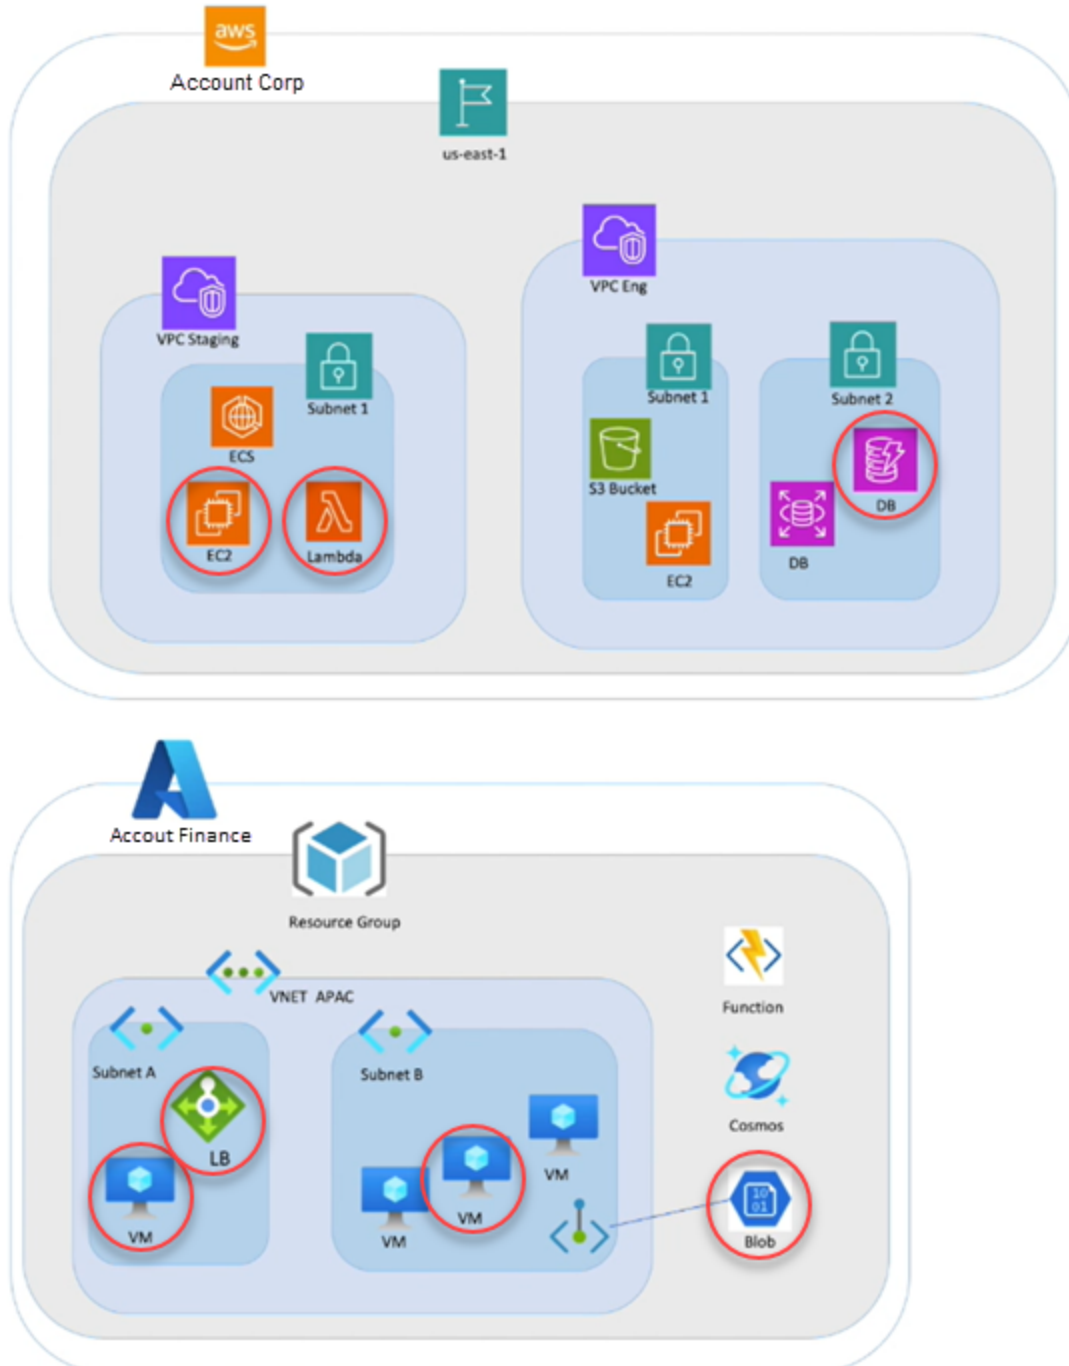 aws
Account Corp
us-east-1
VPC Eng
VPC Staging
Subnet 1
Subnet 1
Subnet 2
ECS
S3 Bucket
DB
EC2
Lambda
DB
EC2
Accout Finance
Resource Group
VNET APAC
Function
Subnet A
Subnet B
Cosmos
LB
VM
VM
VM
VM
10
01
Blob